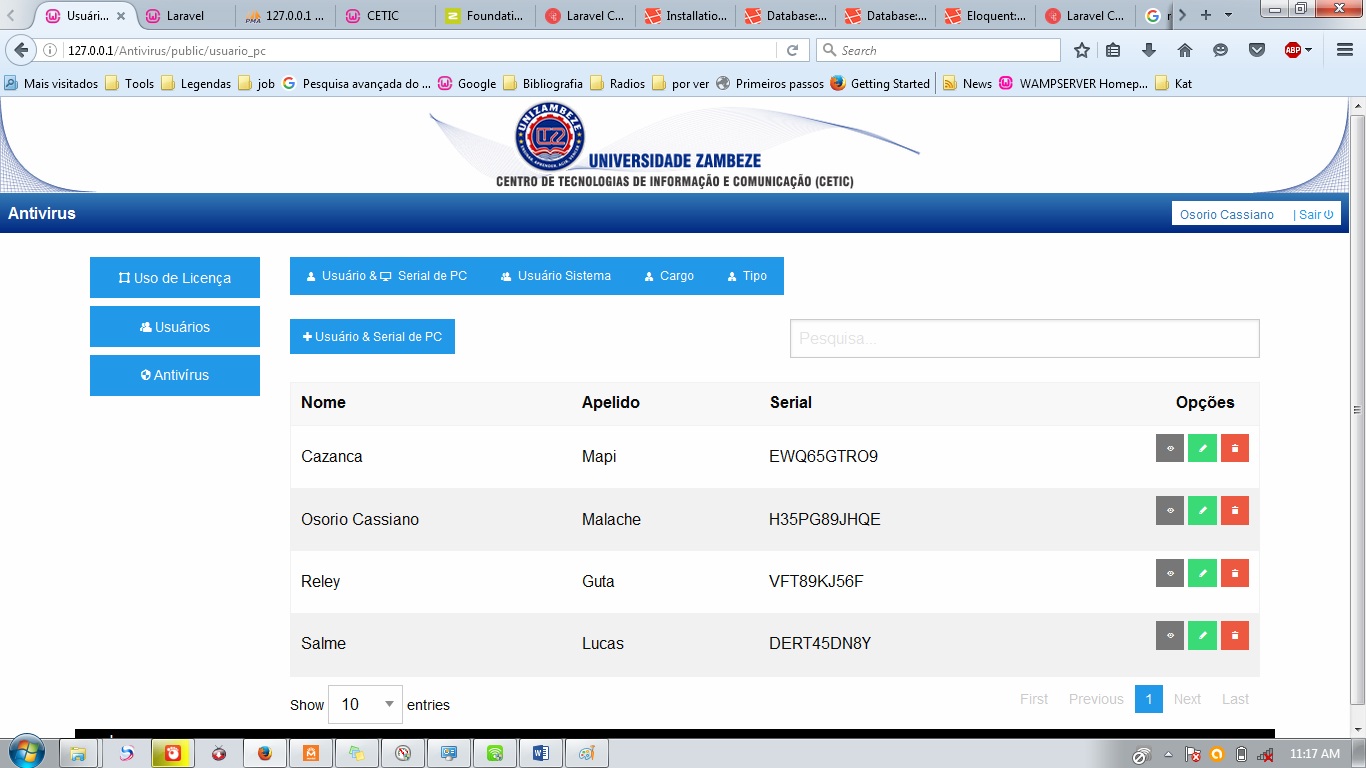 Usuári... Laravel 127.0.0.1 ... CETIC Foundati... Laravel C... Installatio... Database:... Database:... Eloquent:... Laravel C...
127.0.0.1/Antivirus/public/usuario_pc Search ABP
Mais visitados Tools Legendas job Pesquisa avançada do ... Google Bibliografia Radios por ver Primeiros passos Getting Started News WAMPSERVER Homep... Kat
UNIZAMBEZE
UNIVERSIDADE ZAMBEZE
CENTRO DE TECNOLOGIAS DE INFORMAÇÃO E COMUNICAÇÃO (CETIC)
Antivirus Osorio Cassiano | Sair
Uso de Licença Usuário & Serial de PC Usuário Sistema Cargo Tipo
Usuários + Usuário & Serial de PC Pesquisa...
Antivírus
Nome Apelido Serial Opções
Cazanca Mapi EWQ65GTRO9
Osorio Cassiano Malache H35PG89JHQE
Reley Guta VFT89KJ56F
Salme Lucas DERT45DN8Y
Show 10 entries First Previous 1 Next Last
11:17 AM